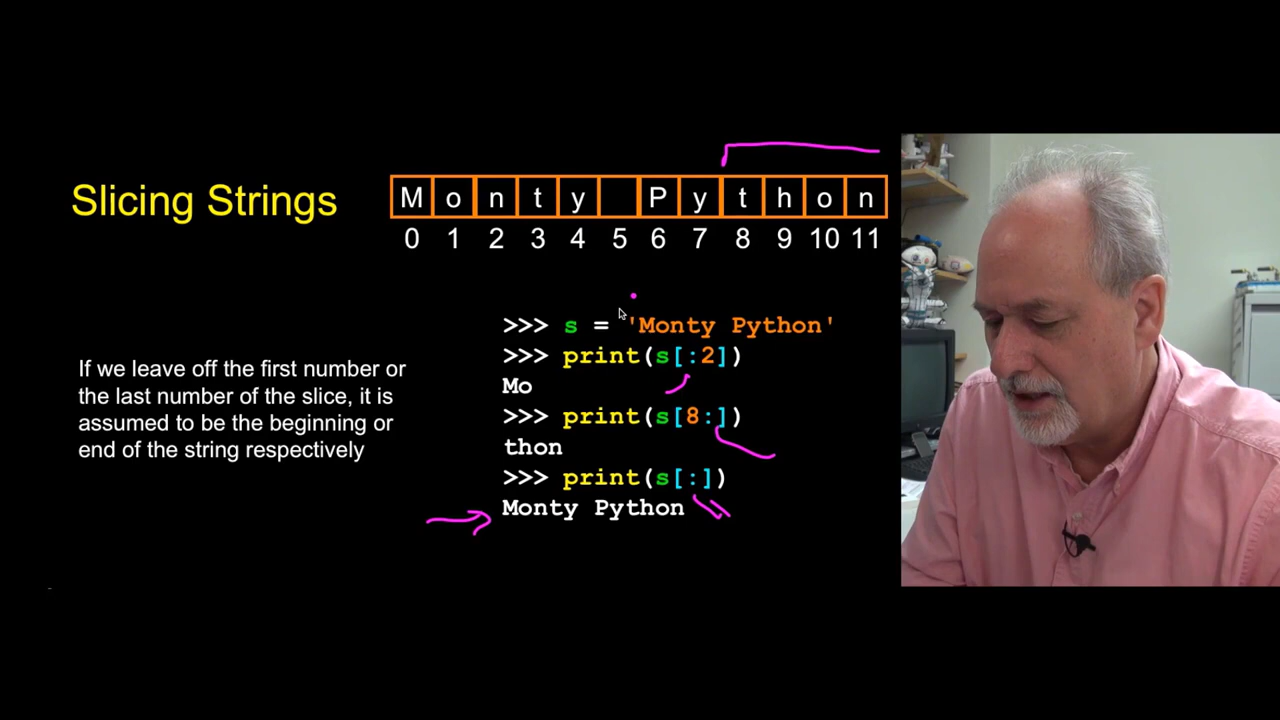 Slicing Strings
M o n t y P y t h o n
0 1 2 3 4 5 6 7 8 9 10 11
If we leave off the first number or
the last number of the slice, it is
assumed to be the beginning or
end of the string respectively
>>> s = 'Monty Python'
>>> print(s[:2])
Mo
>>> print(s[8:])
thon
>>> print(s[:])
Monty Python